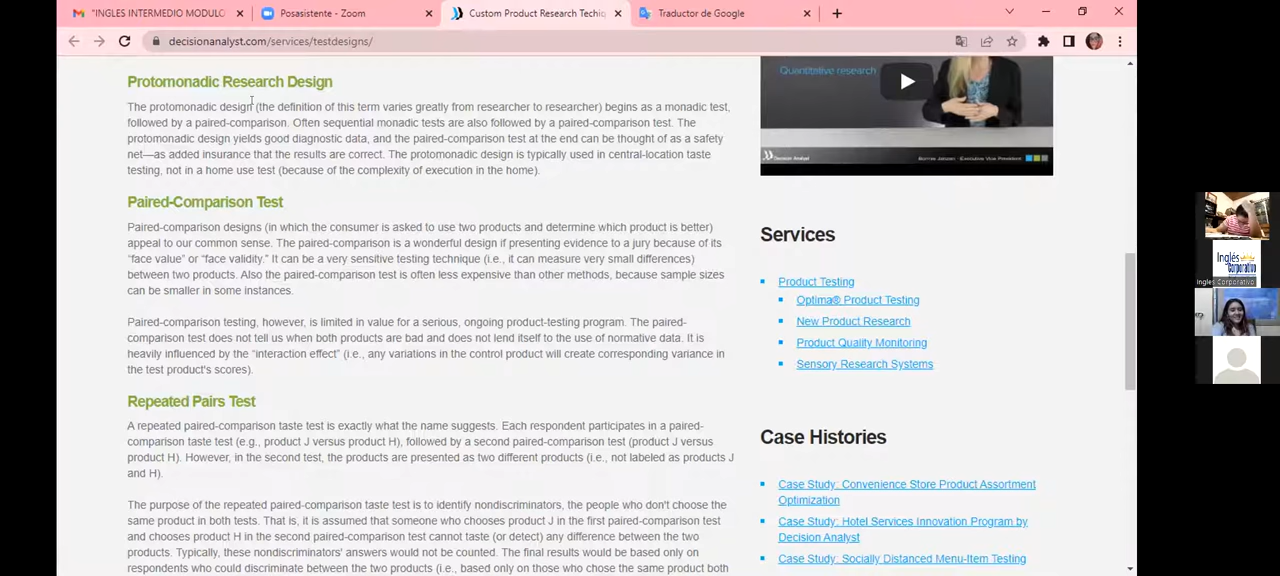 "INGLES INTERMEDIO MODULO
Posasistente - Zoom
Custom Product Research Techniq
Traductor de Google
decisionanalyst.com/services/testdesigns/
Protomonadic Research Design
The protomonadic design (the definition of this term varies greatly from researcher to researcher) begins as a monadic test,
followed by a paired-comparison. Often sequential monadic tests are also followed by a paired-comparison test. The
protomonadic design yields good diagnostic data, and the paired-comparison test at the end can be thought of as a safety
net—as added insurance that the results are correct. The protomonadic design is typically used in central-location taste
testing, not in a home use test (because of the complexity of execution in the home).
Paired-Comparison Test
Paired-comparison designs (in which the consumer is asked to use two products and determine which product is better)
appeal to our common sense. The paired-comparison is a wonderful design if presenting evidence to a jury because of its
“face value” or “face validity.” It can be a very sensitive testing technique (i.e., it can measure very small differences)
between two products. Also the paired-comparison test is often less expensive than other methods, because sample sizes
can be smaller in some instances.
Paired-comparison testing, however, is limited in value for a serious, ongoing product-testing program. The paired-
comparison test does not tell us when both products are bad and does not lend itself to the use of normative data. It is
heavily influenced by the “interaction effect” (i.e., any variations in the control product will create corresponding variance in
the test product's scores).
Repeated Pairs Test
A repeated paired-comparison taste test is exactly what the name suggests. Each respondent participates in a paired-
comparison taste test (e.g., product J versus product H), followed by a second paired-comparison test (product J versus
product H). However, in the second test, the products are presented as two different products (i.e., not labeled as products J
and H).
The purpose of the repeated paired-comparison taste test is to identify nondiscriminators, the people who don't choose the
same product in both tests. That is, it is assumed that someone who chooses product J in the first paired-comparison test
and chooses product H in the second paired-comparison test cannot taste (or detect) any difference between the two
products. Typically, these nondiscriminators' answers would not be counted. The final results would be based only on
respondents who could discriminate between the two products (i.e., based only on those who chose the same product both
Quantitative research
Decision Analyst
Executive Vice President
Services
Product Testing
Optima® Product Testing
New Product Research
Product Quality Monitoring
Sensory Research Systems
Case Histories
Case Study: Convenience Store Product Assortment
Optimization
Case Study: Hotel Services Innovation Program by
Decision Analyst
Case Study: Socially Distanced Menu-Item Testing
Inglés
Corporativo
Ingles Corporativo